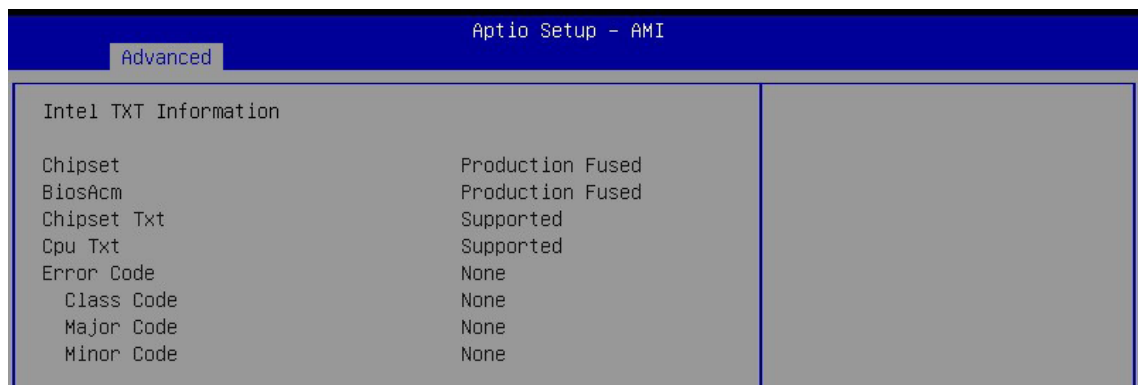 Aptio Setup – AMI
Advanced
Intel TXT Information
Chipset Production Fused
BiosAcm Production Fused
Chipset Txt Supported
Cpu Txt Supported
Error Code None
Class Code None
Major Code None
Minor Code None